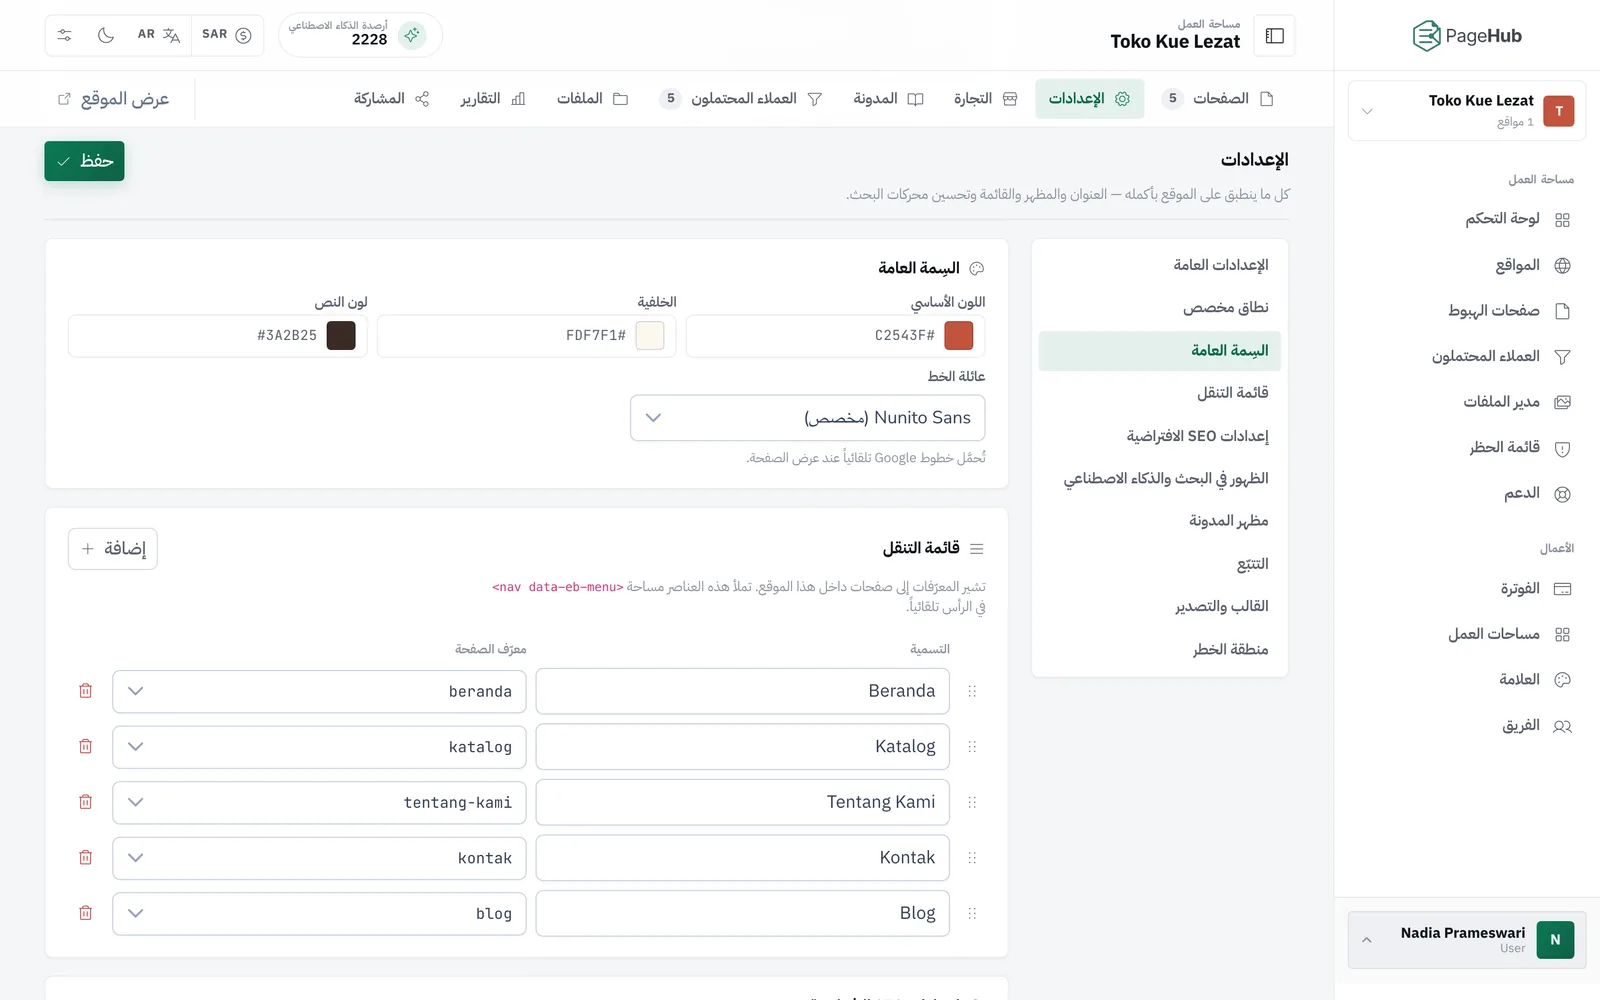 PageHub
Toko Kue Lezat
1 مواقع
T
مساحة العمل
لوحة التحكم
المواقع
صفحات الهبوط
العملاء المحتملون
مدير الملفات
قائمة الحظر
الدعم
الأعمال
الفوترة
مساحات العمل
العلامة
الفريق
Nadia Prameswari
User
N
مساحة العمل
Toko Kue Lezat
أرصدة الذكاء الاصطناعي
2228
SAR
AR
الصفحات 5
الإعدادات
التجارة
المدونة
العملاء المحتملون 5
الملفات
التقارير
المشاركة
عرض الموقع
الإعدادات
كل ما ينطبق على الموقع بأكمله — العنوان والمظهر والقائمة وتحسين محركات البحث.
حفظ
الإعدادات العامة
نطاق مخصص
السِمة العامة
قائمة التنقل
إعدادات SEO الافتراضية
الظهور في البحث والذكاء الاصطناعي
مظهر المدونة
التتبّع
القالب والتصدير
منطقة الخطر
السِمة العامة
اللون الأساسي
C2543F#
الخلفية
FDF7F1#
لون النص
#3A2B25
عائلة الخط
Nunito Sans (مخصص)
تُحمَّل خطوط Google تلقائياً عند عرض الصفحة.
قائمة التنقل
إضافة
تشير المعرّفات إلى صفحات داخل هذا الموقع. تملأ هذه العناصر مساحة <nav data-eb-menu>
في الرأس تلقائياً.
التسمية
معرّف الصفحة
Beranda
beranda
Katalog
katalog
Tentang Kami
tentang-kami
Kontak
kontak
Blog
blog